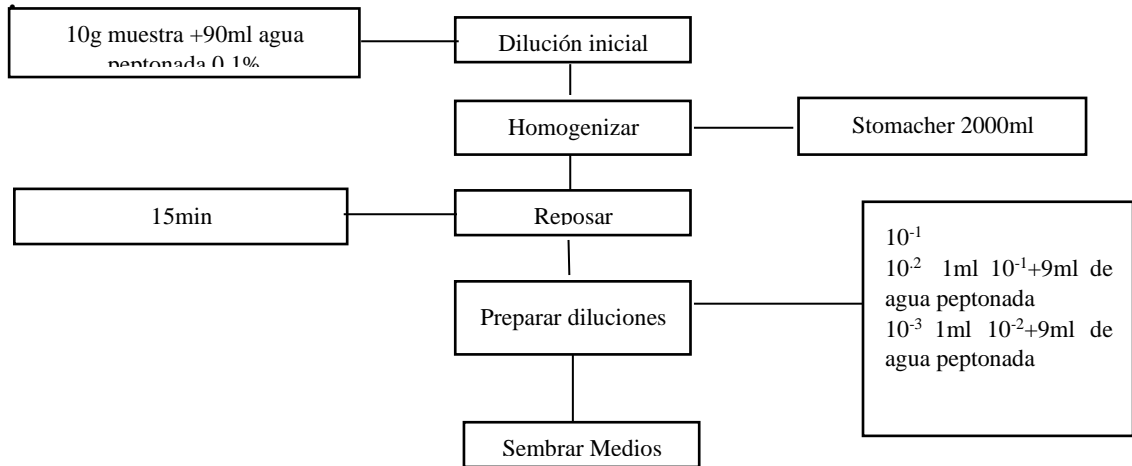 10g muestra +90ml agua
peptonada 0.1%
Dilución inicial
Homogenizar
Stomacher 2000ml
15min
Reposar
Preparar diluciones
10⁻¹
10.² 1ml 10⁻¹+9ml de
agua peptonada
10⁻³ 1ml 10⁻²+9ml de
agua peptonada
Sembrar Medios